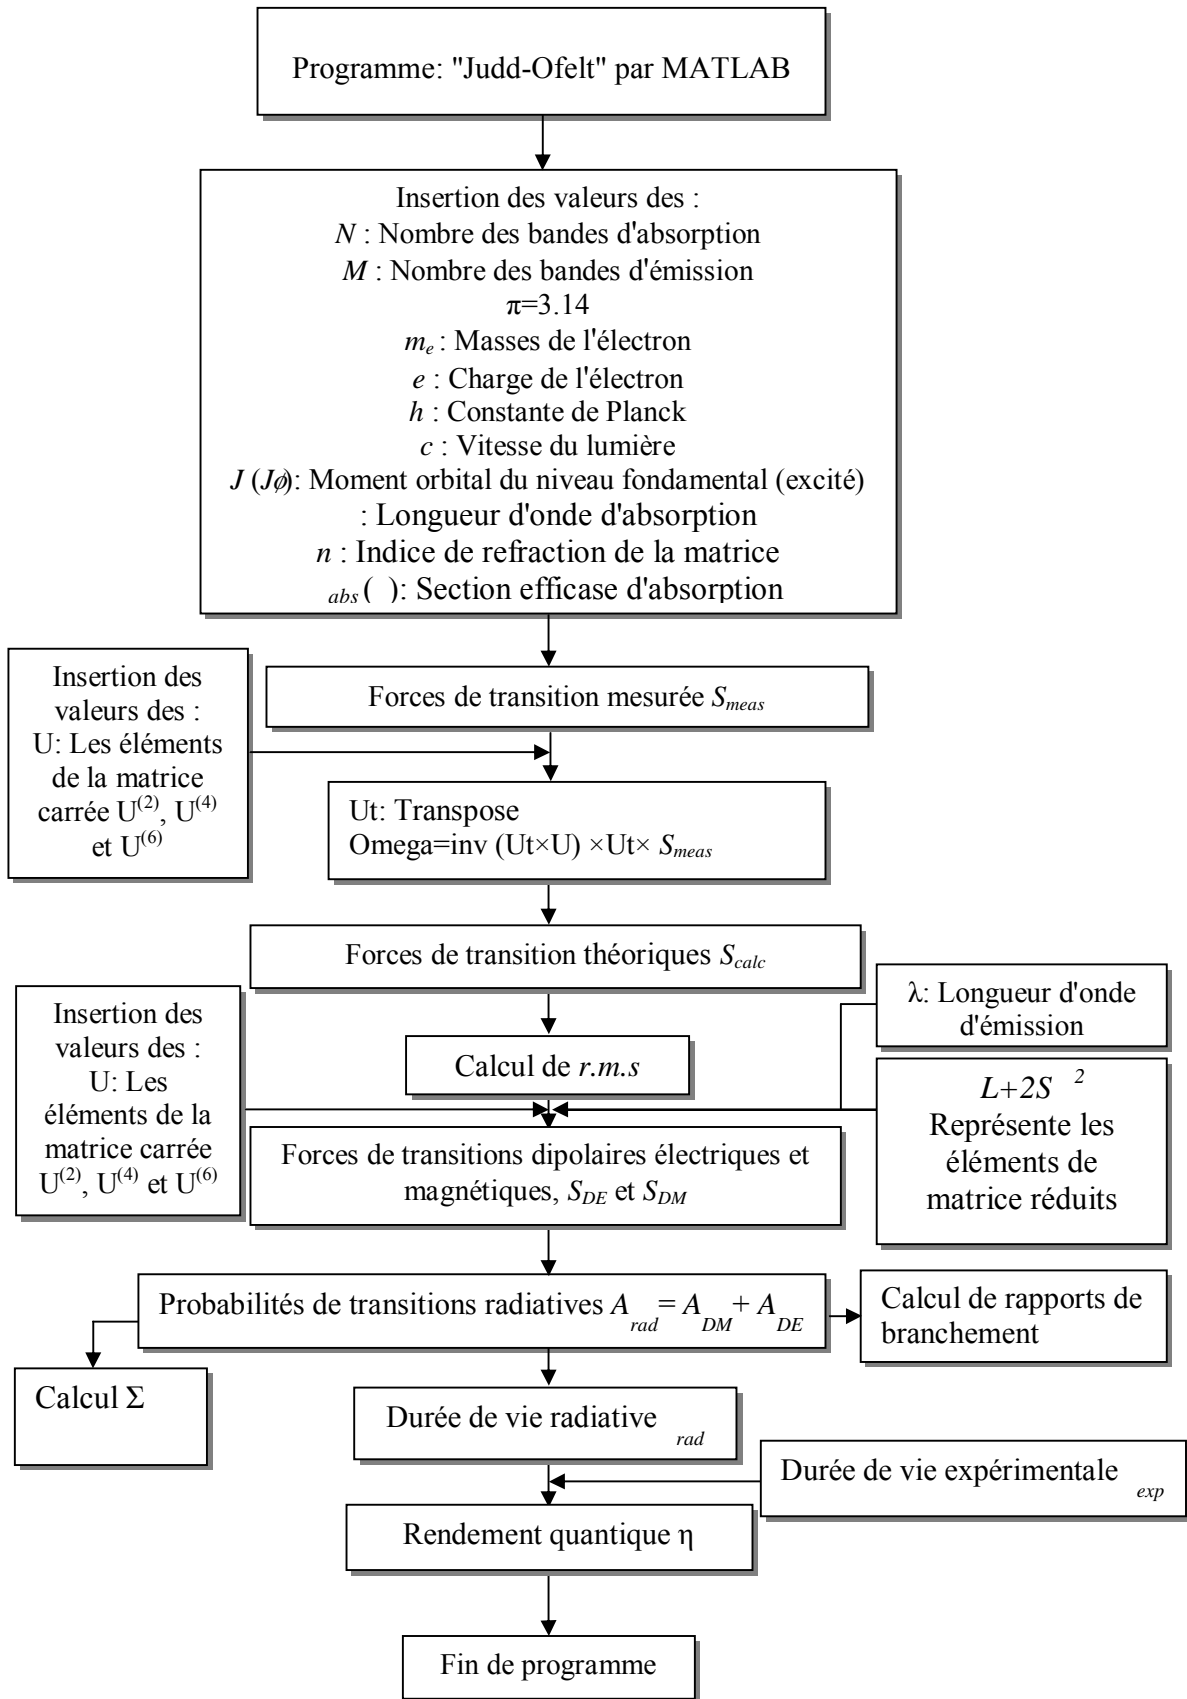 Programme: "Judd-Ofelt" par MATLAB
Insertion des valeurs des :
N : Nombre des bandes d'absorption
M : Nombre des bandes d'émission
π=3.14
mₑ : Masses de l'électron
e : Charge de l'électron
h : Constante de Planck
c : Vitesse du lumière
J (Jø): Moment orbital du niveau fondamental (excité)
: Longueur d'onde d'absorption
n : Indice de refraction de la matrice
abs ( ): Section efficase d'absorption
Insertion des
valeurs des :
U: Les éléments
de la matrice
carrée U⁽²⁾, U⁽⁴⁾
et U⁽⁶⁾
Forces de transition mesurée Smeas
Ut: Transpose
Omega=inv (Ut×U) ×Ut× Smeas
Forces de transition théoriques Scalc
λ: Longueur d'onde
d'émission
Insertion des
valeurs des :
U: Les
éléments de la
matrice carrée
U⁽²⁾, U⁽⁴⁾ et U⁽⁶⁾
Calcul de r.m.s
L+2S ²
Représente les
éléments de
matrice réduits
Forces de transitions dipolaires électriques et
magnétiques, SDE et SDM
Probabilités de transitions radiatives Arad = ADM + ADE
Calcul de rapports de
branchement
Calcul Σ
Durée de vie radiative rad
Durée de vie expérimentale exp
Rendement quantique η
Fin de programme